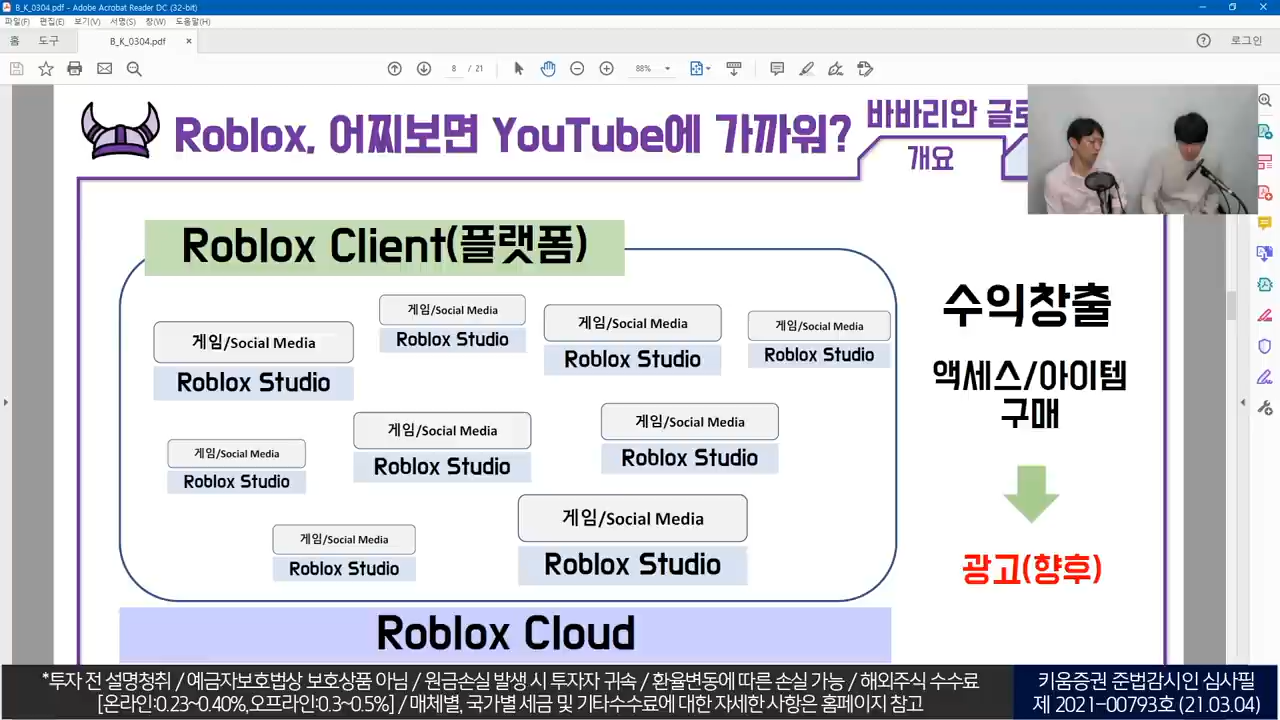 B_K_0304.pdf - Adobe Acrobat Reader DC (32-bit)
파일(F) 편집(E) 보기(V) 서명(S) 창(W) 도움말(H)
홈 도구 B_K_0304.pdf × 로그인
8 / 21 88%
Roblox, 어찌보면 YouTube에 가까워?
바바리안 글로
개요
Roblox Client(플랫폼)
게임/Social Media
Roblox Studio
게임/Social Media
Roblox Studio
게임/Social Media
Roblox Studio
게임/Social Media
Roblox Studio
게임/Social Media
Roblox Studio
게임/Social Media
Roblox Studio
게임/Social Media
Roblox Studio
게임/Social Media
Roblox Studio
게임/Social Media
Roblox Studio
Roblox Cloud
수익창출
액세스/아이템
구매
광고(향후)
*투자 전 설명청취 / 예금자보호법상 보호상품 아님 / 원금손실 발생 시 투자자 귀속 / 환율변동에 따른 손실 가능 / 해외주식 수수료
[온라인:0.23~0.40%,오프라인:0.3~0.5%] / 매체별, 국가별 세금 및 기타수수료에 대한 자세한 사항은 홈페이지 참고
키움증권 준법감시인 심사필
제 2021-00793호 (21.03.04)